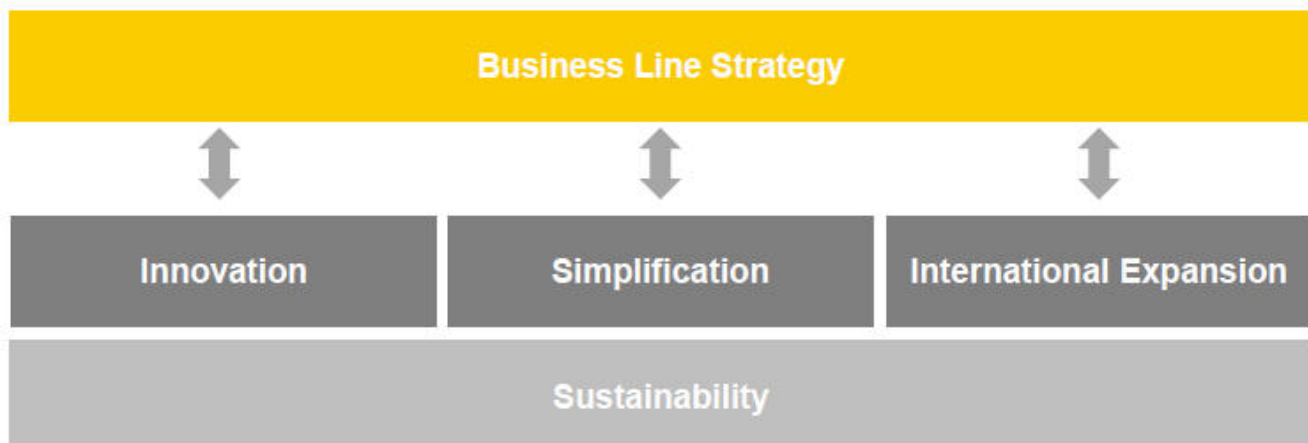 Business Line Strategy
Innovation
Simplification
International Expansion
Sustainability